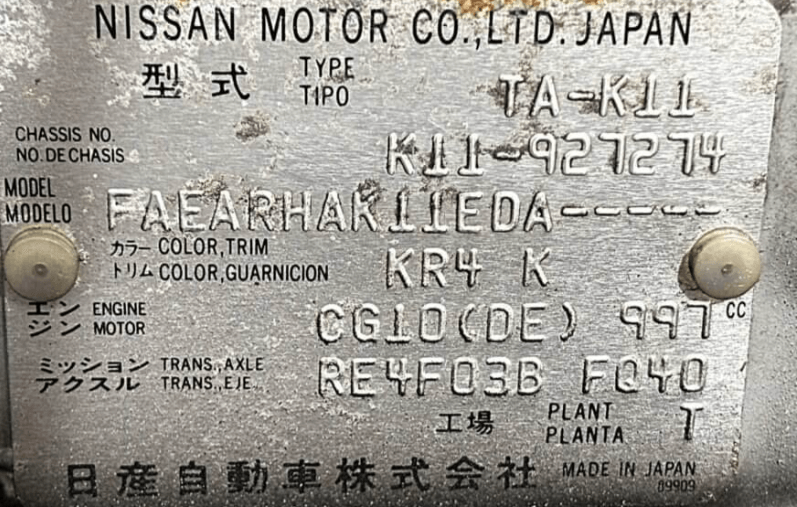 NISSAN MOTOR CO.,LTD. JAPAN
型式 TYPE TIPO TA-K11
CHASSIS NO.
NO. DE CHASIS K11-927274
MODEL
MODELO FAEARHAK11EDA-----
カラー COLOR,TRIM
トリム COLOR,GUARNICION KR4 K
エンジン ENGINE MOTOR CG10(DE) 997 CC
ミッション TRANS.,AXLE
アクスル TRANS.,EJE RE4F03B FQ40
工場 PLANT PLANTA T
日産自動車株式会社 MADE IN JAPAN
09909